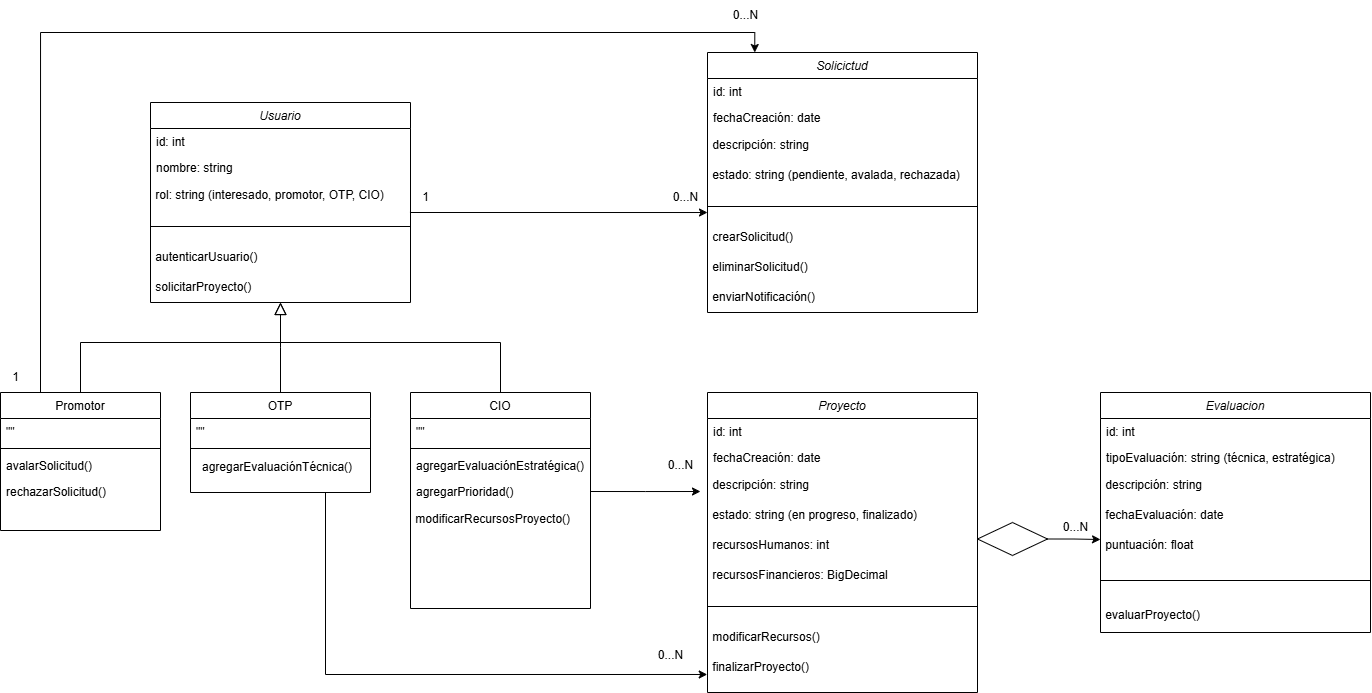 0...N
Solicictud
id: int
fechaCreación: date
descripción: string
estado: string (pendiente, avalada, rechazada)
crearSolicitud()
eliminarSolicitud()
enviarNotificación()
Usuario
id: int
nombre: string
rol: string (interesado, promotor, OTP, CIO)
autenticarUsuario()
solicitarProyecto()
1
0...N
1
Promotor
""
avalarSolicitud()
rechazarSolicitud()
OTP
""
agregarEvaluaciónTécnica()
CIO
""
agregarEvaluaciónEstratégica()
agregarPrioridad()
modificarRecursosProyecto()
0...N
0...N
Proyecto
id: int
fechaCreación: date
descripción: string
estado: string (en progreso, finalizado)
recursosHumanos: int
recursosFinancieros: BigDecimal
modificarRecursos()
finalizarProyecto()
0...N
Evaluacion
id: int
tipoEvaluación: string (técnica, estratégica)
descripción: string
fechaEvaluación: date
puntuación: float
evaluarProyecto()